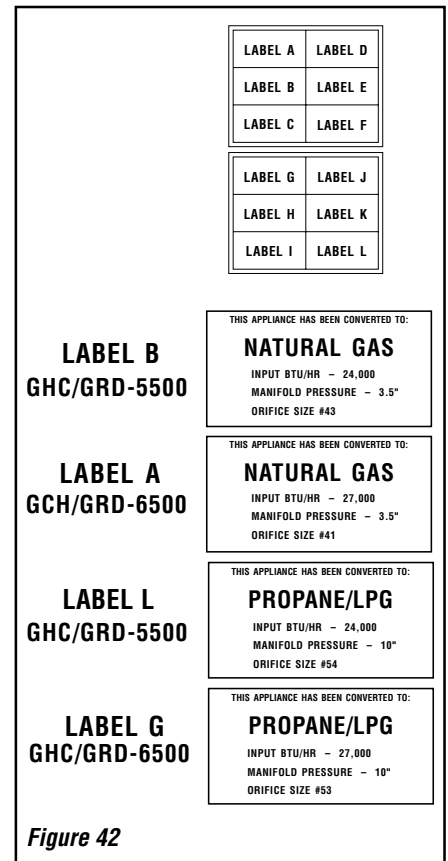 LABEL A LABEL D
LABEL B LABEL E
LABEL C LABEL F
LABEL G LABEL J
LABEL H LABEL K
LABEL I LABEL L
LABEL B
GHC/GRD-5500
THIS APPLIANCE HAS BEEN CONVERTED TO:
NATURAL GAS
INPUT BTU/HR – 24,000
MANIFOLD PRESSURE – 3.5"
ORIFICE SIZE #43
LABEL A
GCH/GRD-6500
THIS APPLIANCE HAS BEEN CONVERTED TO:
NATURAL GAS
INPUT BTU/HR – 27,000
MANIFOLD PRESSURE – 3.5"
ORIFICE SIZE #41
LABEL L
GHC/GRD-5500
THIS APPLIANCE HAS BEEN CONVERTED TO:
PROPANE/LPG
INPUT BTU/HR – 24,000
MANIFOLD PRESSURE – 10"
ORIFICE SIZE #54
LABEL G
GHC/GRD-6500
THIS APPLIANCE HAS BEEN CONVERTED TO:
PROPANE/LPG
INPUT BTU/HR – 27,000
MANIFOLD PRESSURE – 10"
ORIFICE SIZE #53
Figure 42